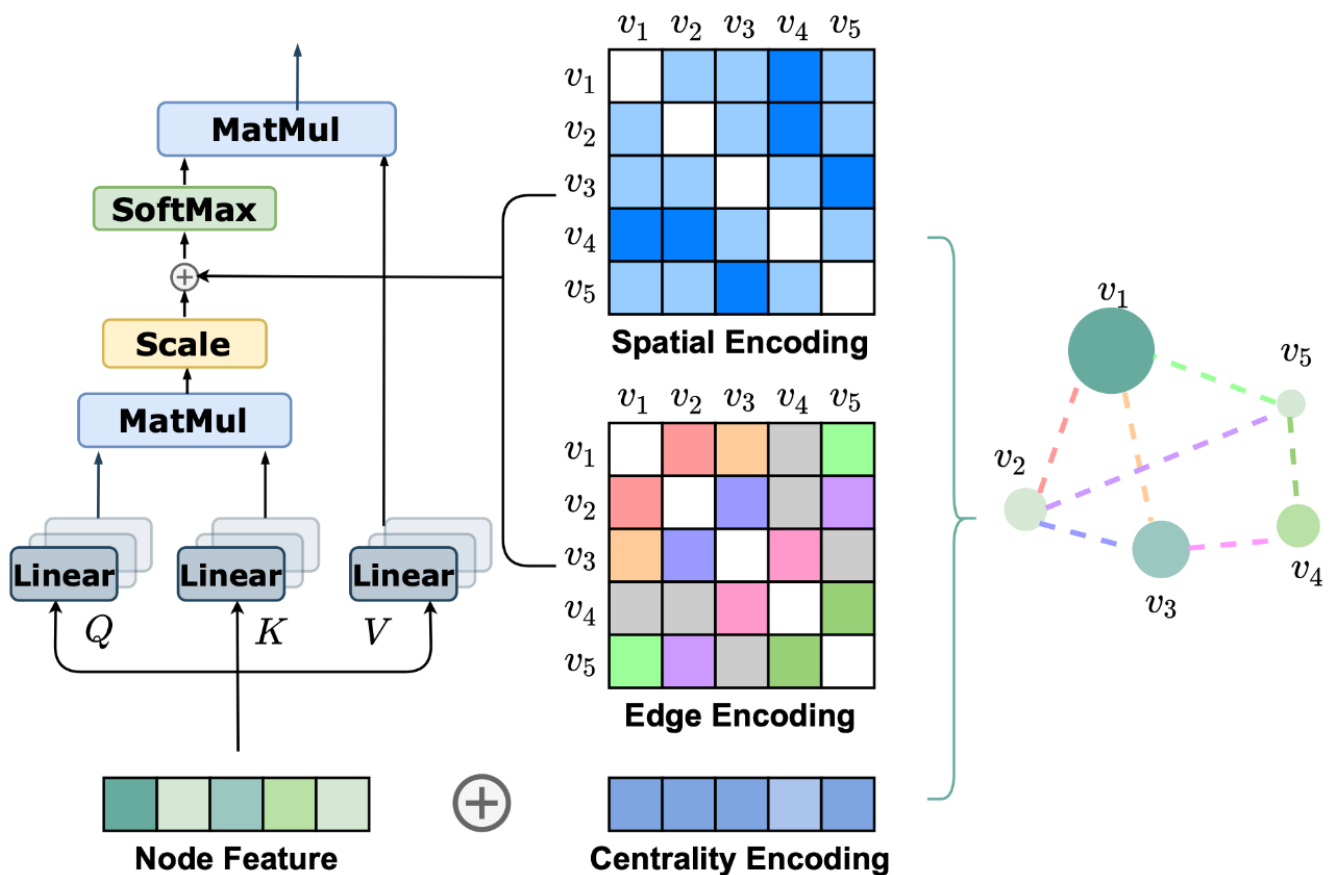 MatMul
SoftMax
+
Scale
MatMul
Linear
Linear
Linear
Q
K
V
Node Feature
+
v₁ v₂ v₃ v₄ v₅
v₁
v₂
v₃
v₄
v₅
Spatial Encoding
v₁ v₂ v₃ v₄ v₅
v₁
v₂
v₃
v₄
v₅
Edge Encoding
Centrality Encoding
v₁
v₅
v₂
v₄
v₃